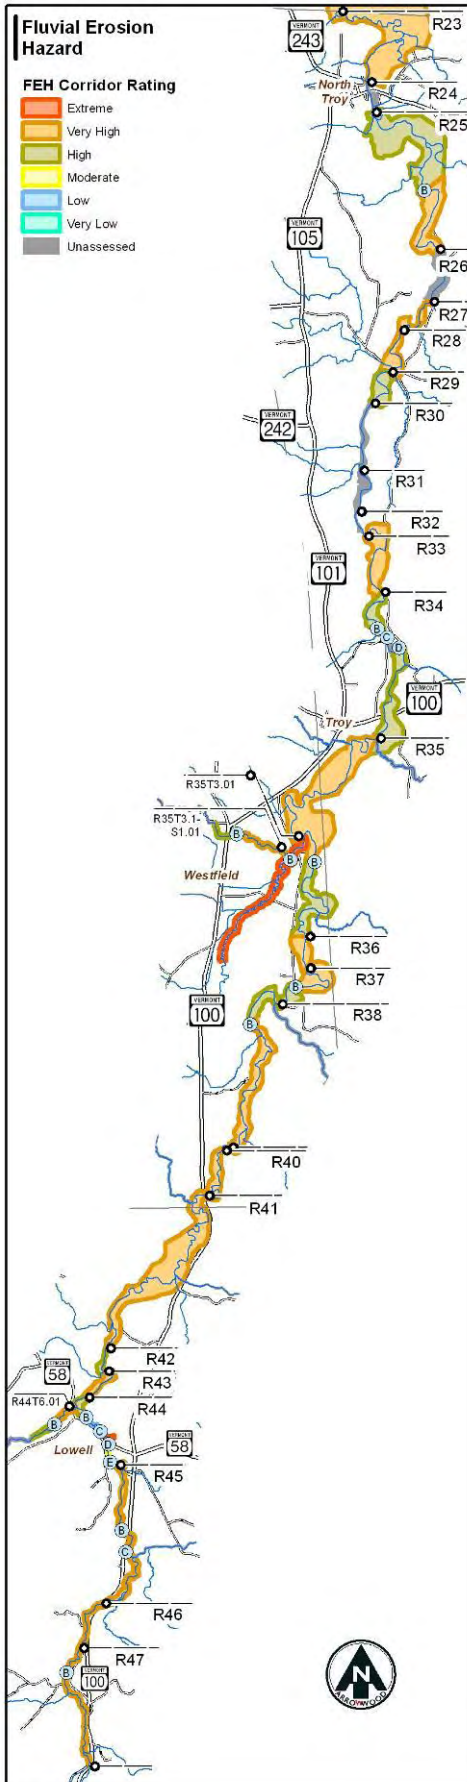 Fluvial Erosion
Hazard
FEH Corridor Rating
Extreme
Very High
High
Moderate
Low
Very Low
Unassessed
VERMONT
243
R23
North
Troy
R24
R25
B
VERMONT
105
R26
R27
R28
R29
VERMONT
242
R30
R31
R32
R33
VERMONT
101
R34
B
C
D
VERMONT
100
Troy
R35
R35T3.01
R35T3.1-
S1.01
B
B
B
Westfield
R36
R37
B
R38
VERMONT
100
B
R40
R41
R42
VERMONT
58
R43
R44T6.01
R44
B
B
C
Lowell
D
VERMONT
58
E
R45
B
C
R46
R47
B
VERMONT
100
N
ARROWWOOD